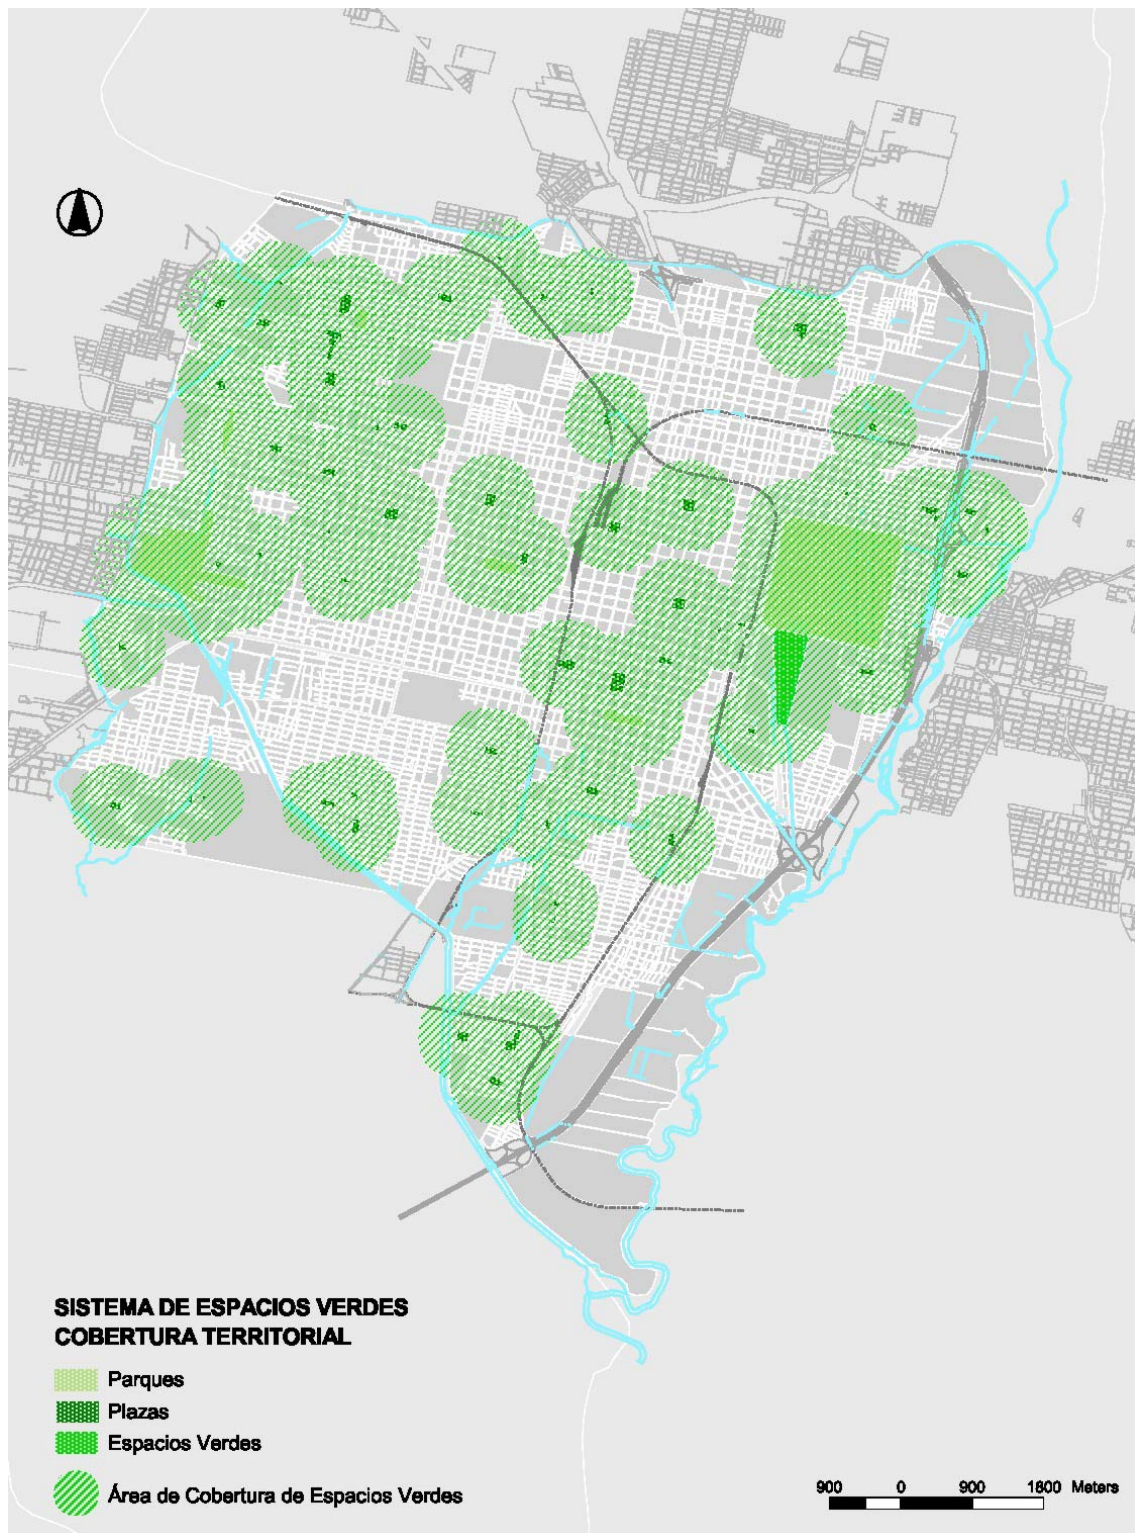 SISTEMA DE ESPACIOS VERDES
COBERTURA TERRITORIAL
Parques
Plazas
Espacios Verdes
Área de Cobertura de Espacios Verdes
900 0 900 1800 Meters